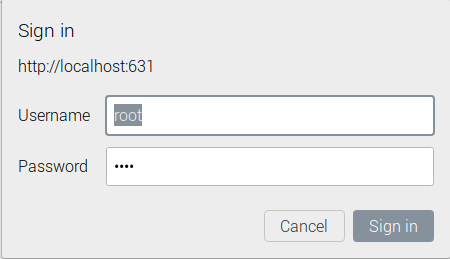 Sign in
http://localhost:631
Username root
Password ••••
Cancel Sign in